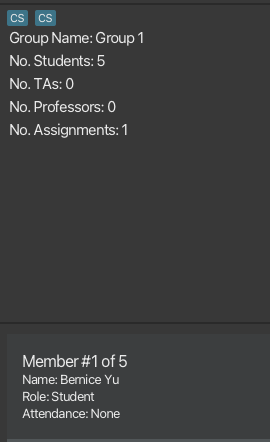 CS CS
Group Name: Group 1
No. Students: 5
No. TAs: 0
No. Professors: 0
No. Assignments: 1
Member #1 of 5
Name: Bernice Yu
Role: Student
Attendance: None